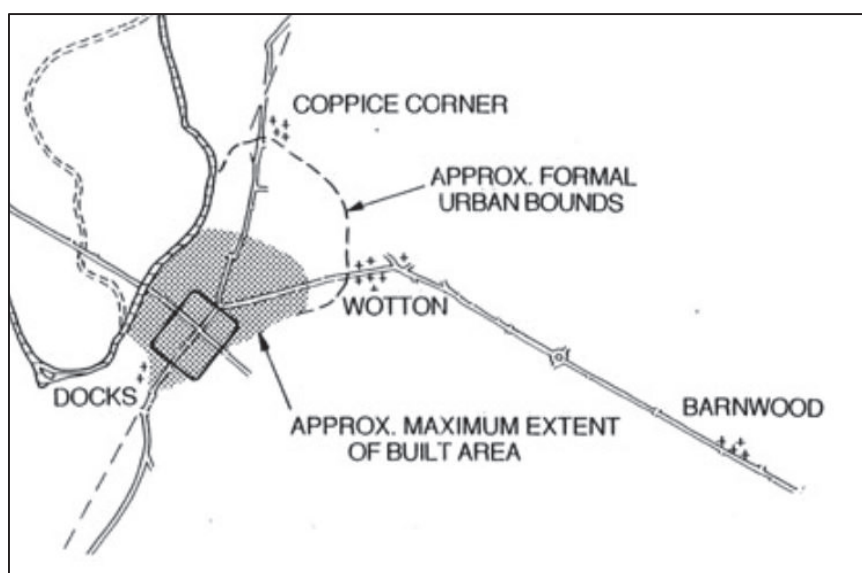 COPPICE CORNER
APPROX. FORMAL
URBAN BOUNDS
WOTTON
DOCKS
BARNWOOD
APPROX. MAXIMUM EXTENT
OF BUILT AREA